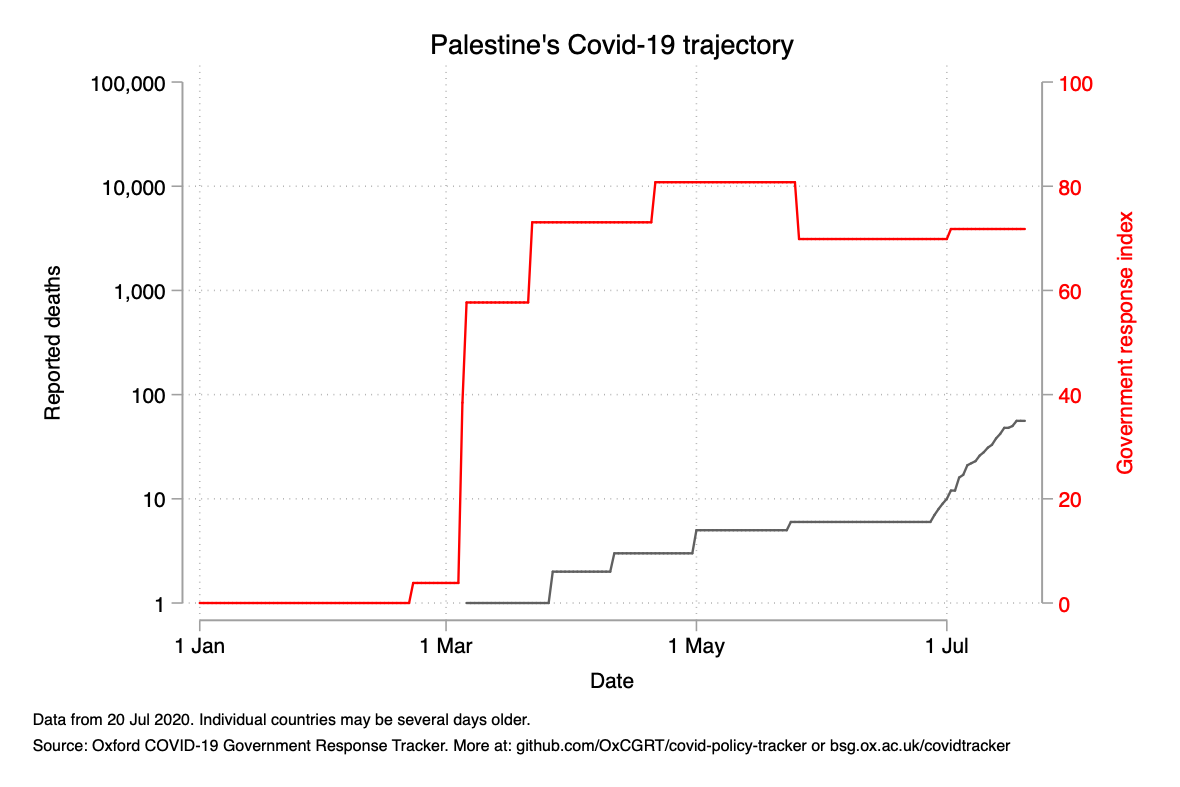 Palestine's Covid-19 trajectory
100,000
10,000
1,000
100
10
1
Reported deaths
100
80
60
40
20
0
Government response index
1 Jan
1 Mar
1 May
1 Jul
Date
Data from 20 Jul 2020. Individual countries may be several days older.
Source: Oxford COVID-19 Government Response Tracker. More at: github.com/OxCGRT/covid-policy-tracker or bsg.ox.ac.uk/covidtracker